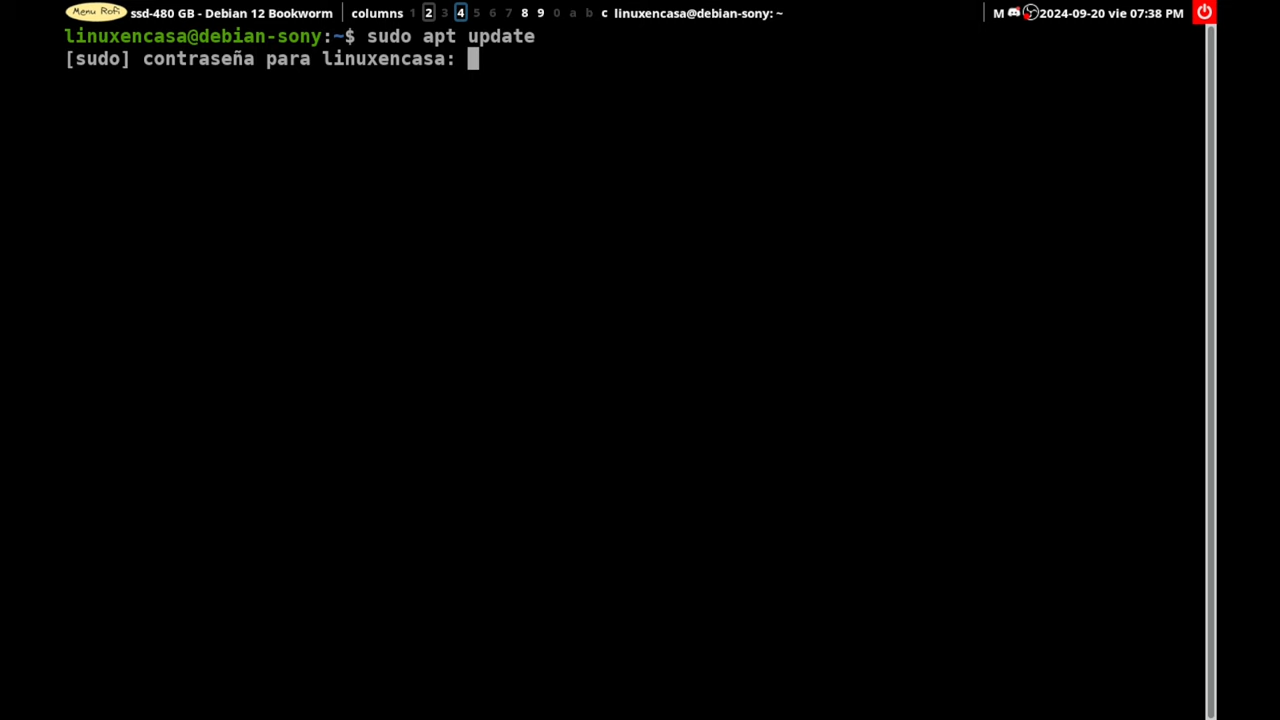 Menu Rofi ssd-480 GB - Debian 12 Bookworm columns 1 2 3 4 5 6 7 8 9 0 a b c linuxencasa@debian-sony: ~ M 2024-09-20 vie 07:38 PM
linuxencasa@debian-sony:~$ sudo apt update
[sudo] contraseña para linuxencasa: